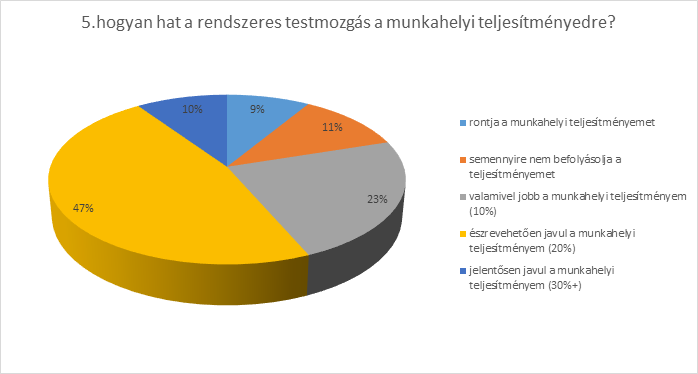 5.hogyan hat a rendszeres testmozgás a munkahelyi teljesítményedre?
10%
9%
11%
23%
47%
rontja a munkahelyi teljesítményemet
semennyire nem befolyásolja a
teljesítményemet
valamivel jobb a munkahelyi teljesítményem
(10%)
észrevehetően javul a munkahelyi
teljesítményem (20%)
jelentősen javul a munkahelyi
teljesítményem (30%+)